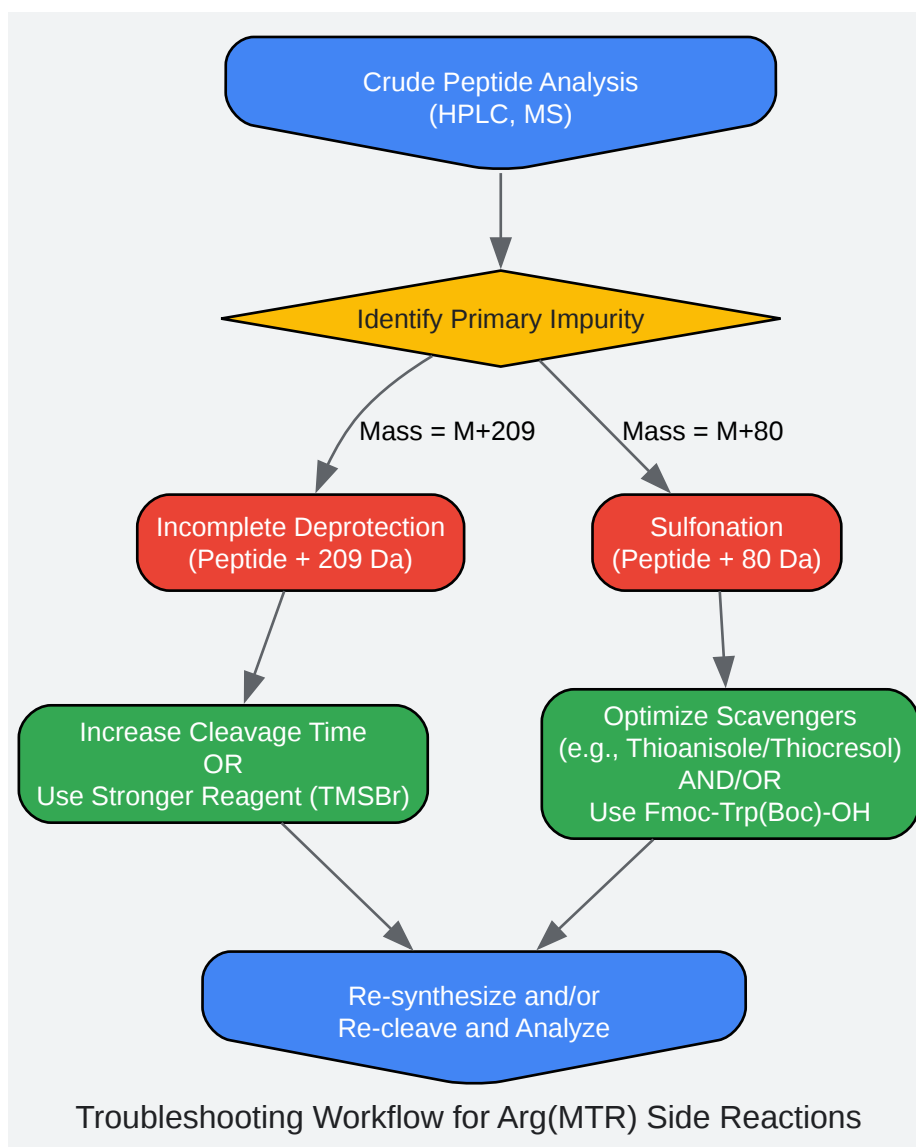 Crude Peptide Analysis
(HPLC, MS)
Identify Primary Impurity
Mass = M+209
Mass = M+80
Incomplete Deprotection
(Peptide + 209 Da)
Sulfonation
(Peptide + 80 Da)
Increase Cleavage Time
OR
Use Stronger Reagent (TMSBr)
Optimize Scavengers
(e.g., Thioanisole/Thiocresol)
AND/OR
Use Fmoc-Trp(Boc)-OH
Re-synthesize and/or
Re-cleave and Analyze
Troubleshooting Workflow for Arg(MTR) Side Reactions